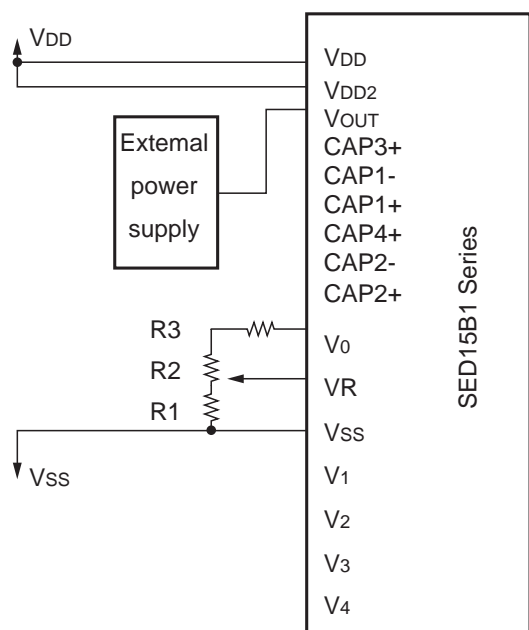 VDD
VDD
VDD2
VOUT
External
power
supply
CAP3+
CAP1-
CAP1+
CAP4+
CAP2-
CAP2+
SED15B1 Series
R3
V0
R2
VR
R1
VSS
VSS
V1
V2
V3
V4